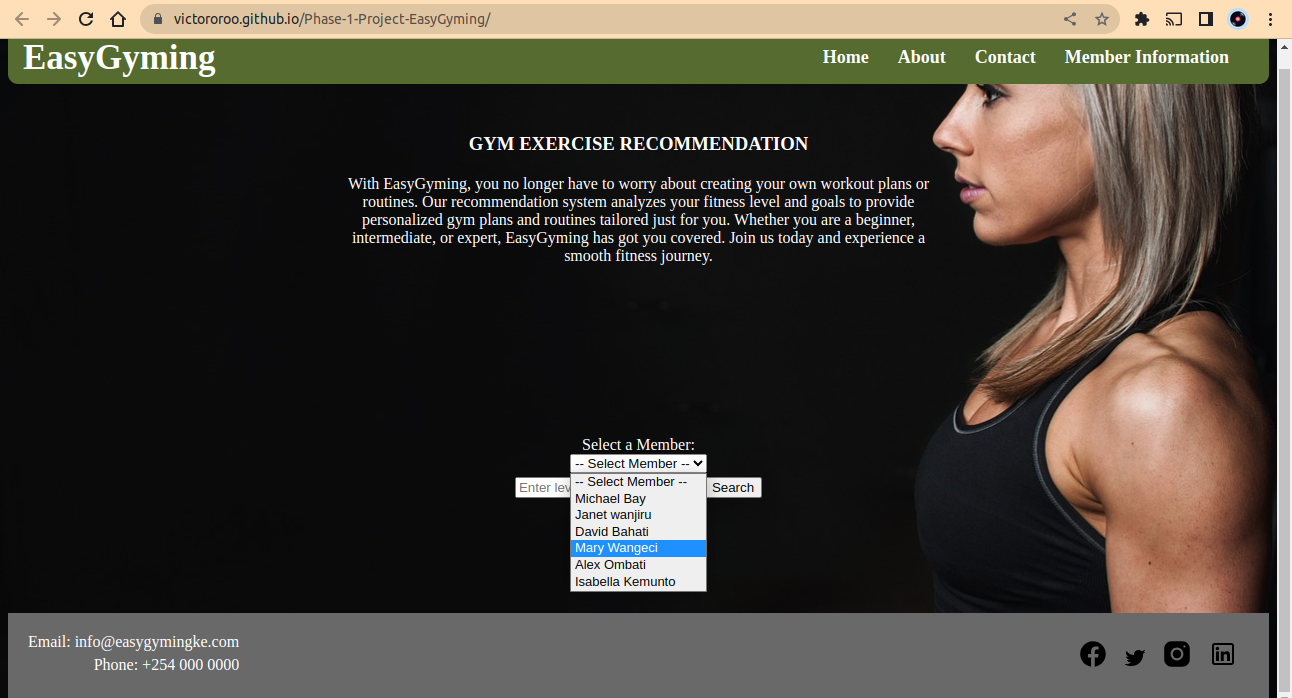 victororoo.github.io/Phase-1-Project-EasyGyming/
EasyGyming
Home About Contact Member Information
GYM EXERCISE RECOMMENDATION
With EasyGyming, you no longer have to worry about creating your own workout plans or
routines. Our recommendation system analyzes your fitness level and goals to provide
personalized gym plans and routines tailored just for you. Whether you are a beginner,
intermediate, or expert, EasyGyming has got you covered. Join us today and experience a
smooth fitness journey.
Select a Member:
-- Select Member --
Enter lev
Search
-- Select Member --
Michael Bay
Janet wanjiru
David Bahati
Mary Wangeci
Alex Ombati
Isabella Kemunto
Email: info@easygymingke.com
Phone: +254 000 0000